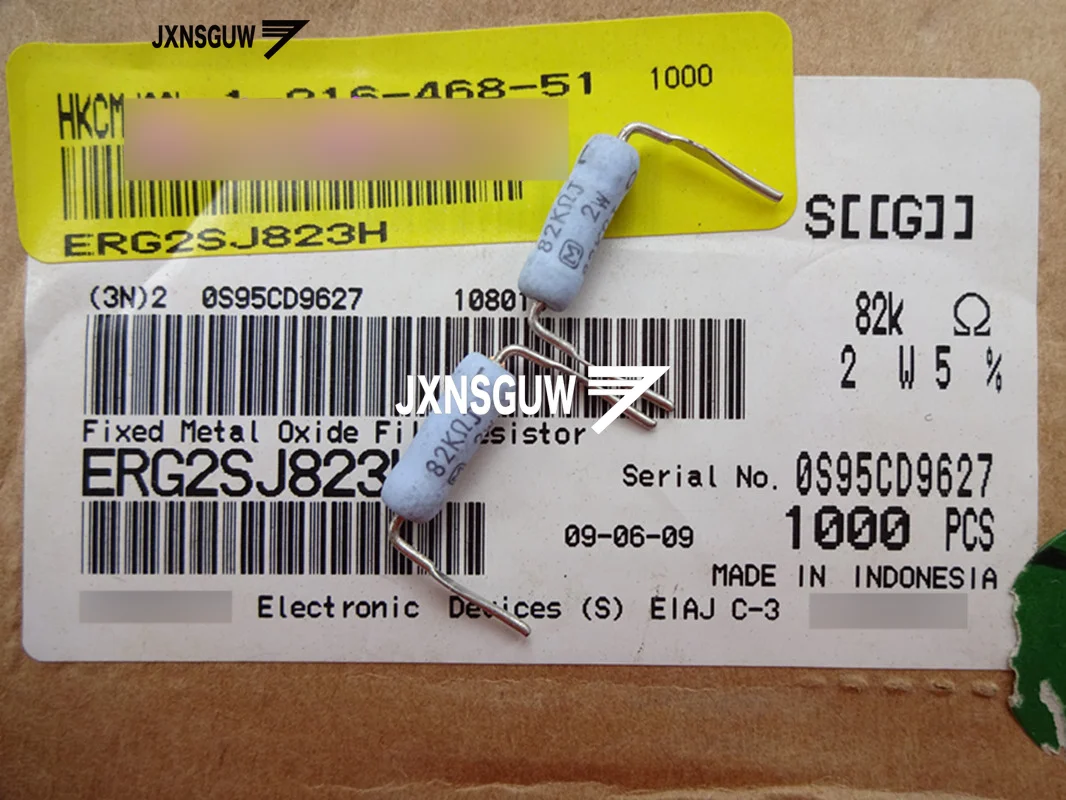 JXNSGUW
1-216-468-51 1000
HKCM
ERG2SJ823H
S[[G]]
(3N)2 0S95CD9627 10801
82k Ω
2 W 5 %
82KΩJ
2W
M
JXNSGUW
Fixed Metal Oxide Fil esistor
ERG2SJ823
82KΩJ
Serial No. 0S95CD9627
09-06-09 1000 PCS
MADE IN INDONESIA
Electronic Devices (S) EIAJ C-3